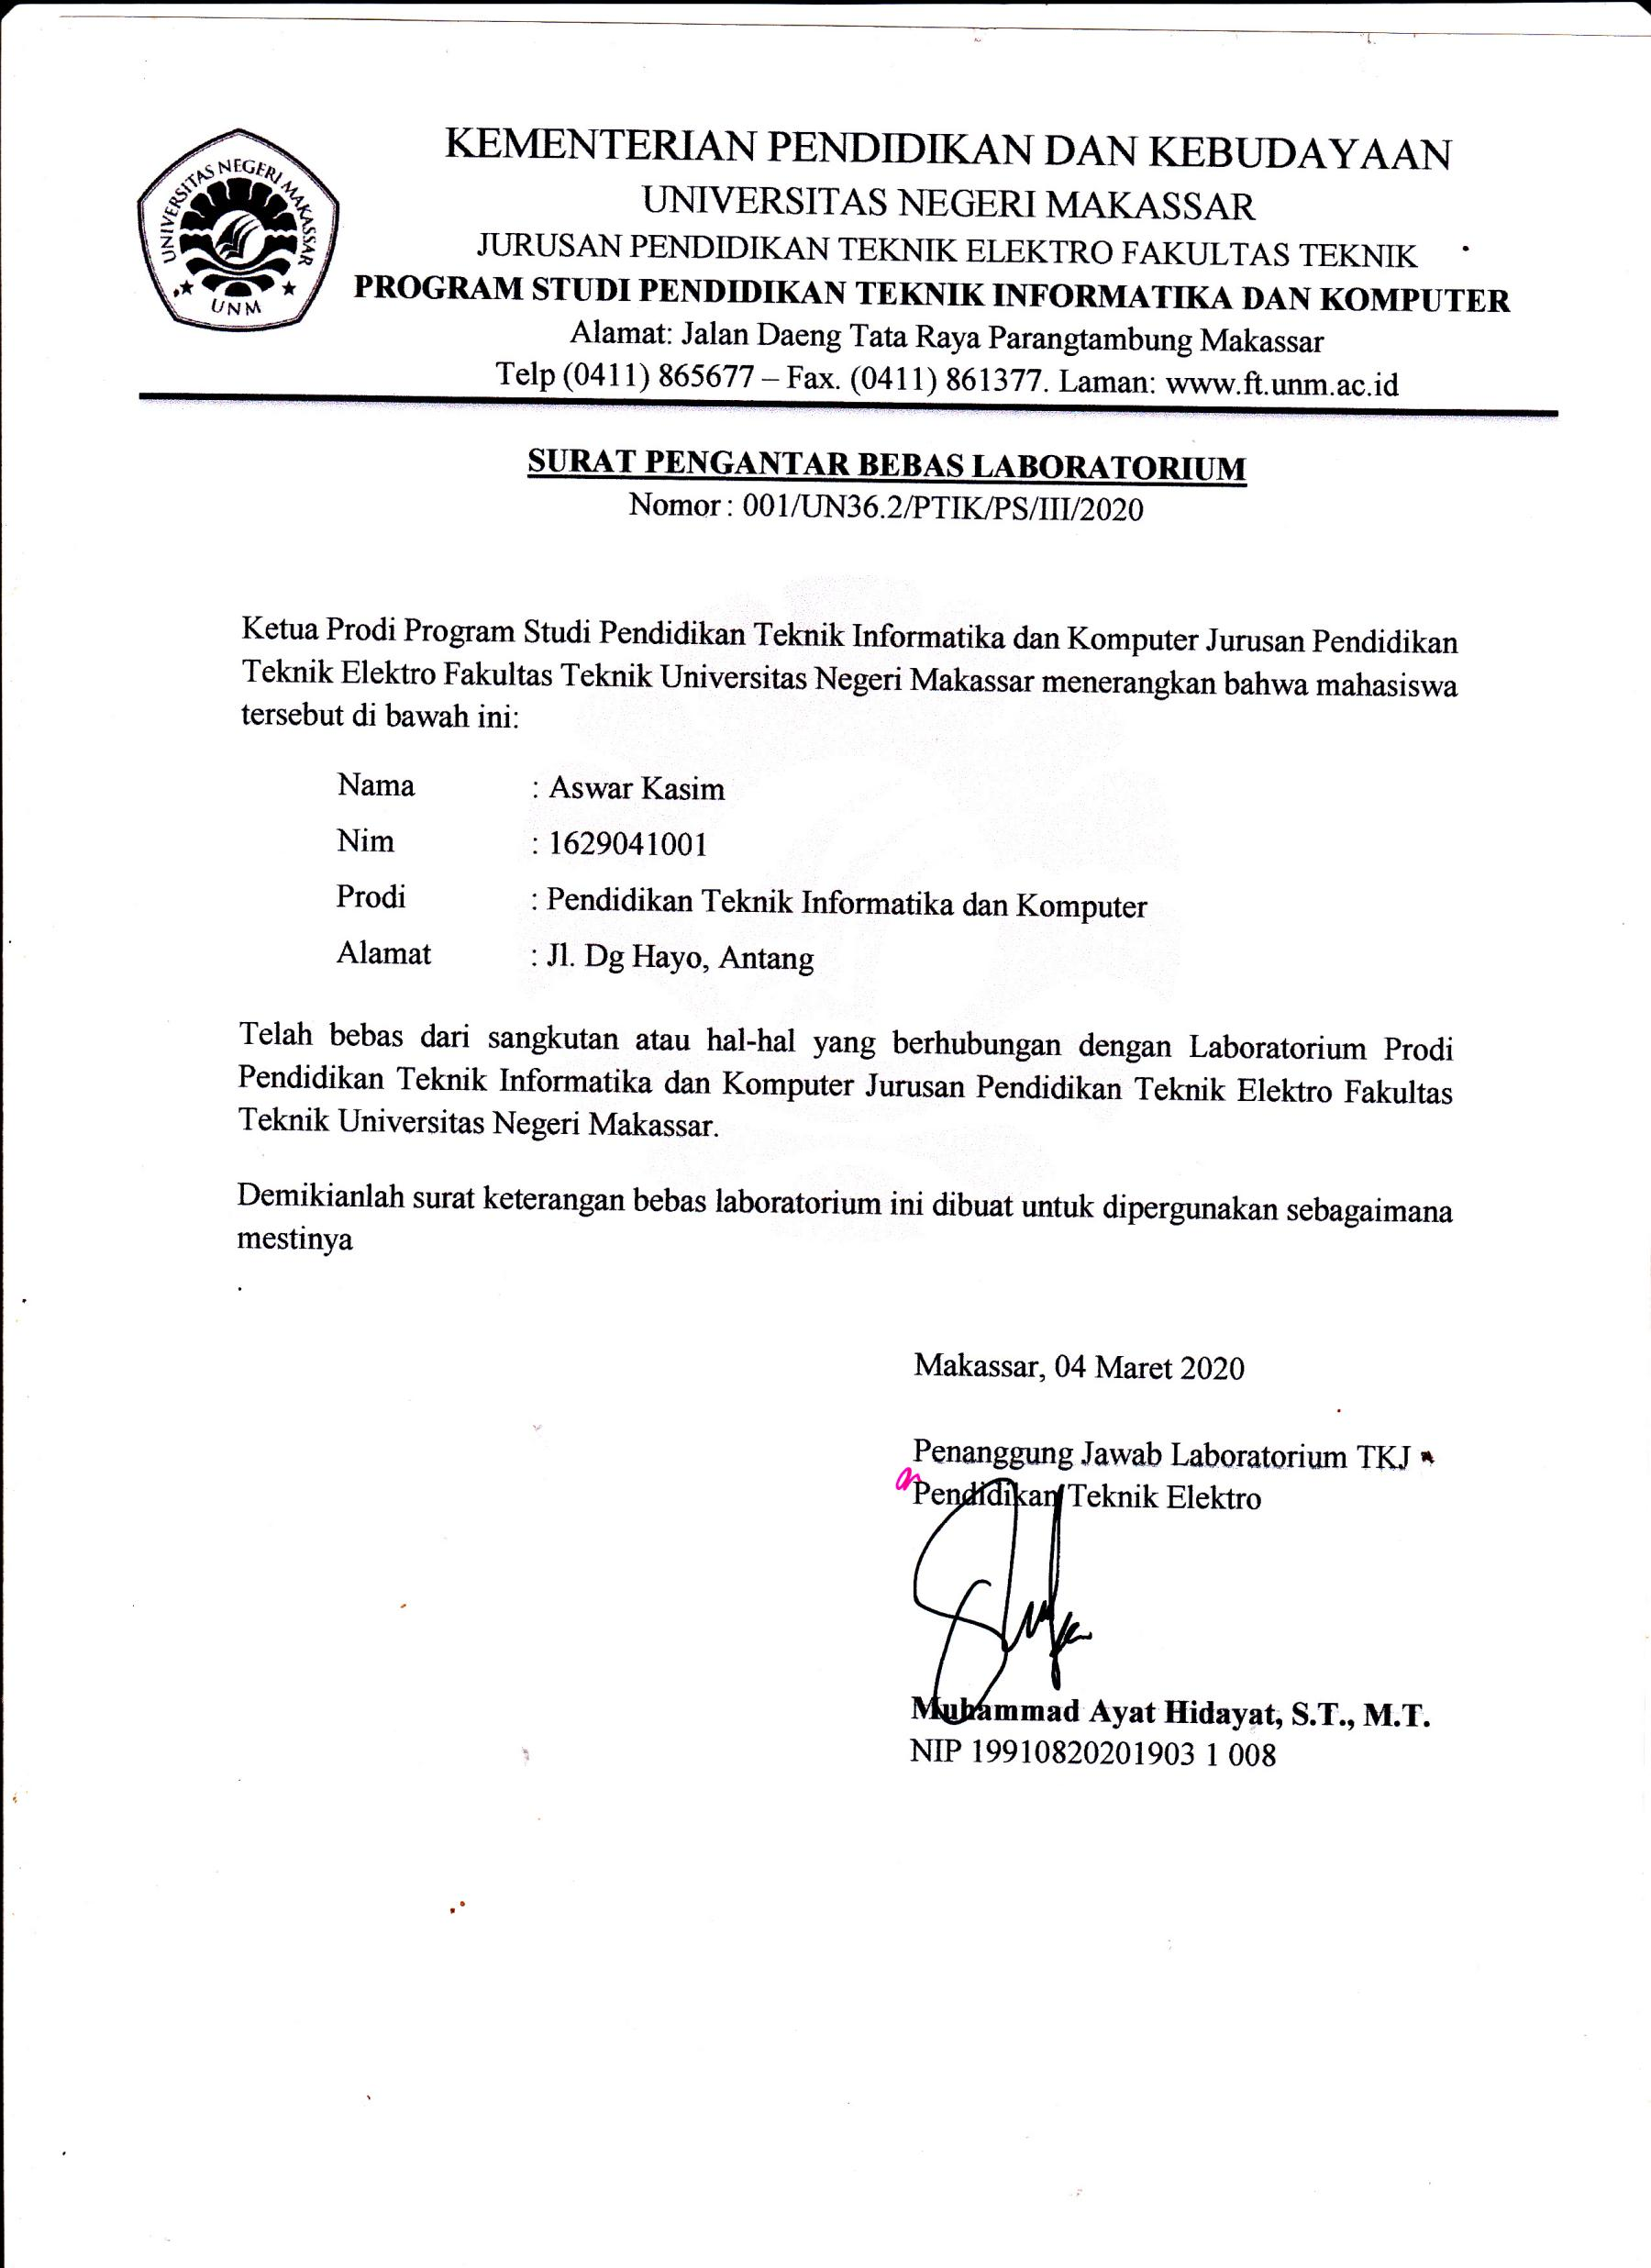 UNIVERSITAS NEGERI MAKASSAR
UNM
KEMENTERIAN PENDIDIKAN DAN KEBUDAYAAN
UNIVERSITAS NEGERI MAKASSAR
JURUSAN PENDIDIKAN TEKNIK ELEKTRO FAKULTAS TEKNIK
PROGRAM STUDI PENDIDIKAN TEKNIK INFORMATIKA DAN KOMPUTER
Alamat: Jalan Daeng Tata Raya Parangtambung Makassar
Telp (0411) 865677 – Fax. (0411) 861377. Laman: www.ft.unm.ac.id
SURAT PENGANTAR BEBAS LABORATORIUM
Nomor : 001/UN36.2/PTIK/PS/III/2020
Ketua Prodi Program Studi Pendidikan Teknik Informatika dan Komputer Jurusan Pendidikan
Teknik Elektro Fakultas Teknik Universitas Negeri Makassar menerangkan bahwa mahasiswa
tersebut di bawah ini:
Nama : Aswar Kasim
Nim : 1629041001
Prodi : Pendidikan Teknik Informatika dan Komputer
Alamat : Jl. Dg Hayo, Antang
Telah bebas dari sangkutan atau hal-hal yang berhubungan dengan Laboratorium Prodi
Pendidikan Teknik Informatika dan Komputer Jurusan Pendidikan Teknik Elektro Fakultas
Teknik Universitas Negeri Makassar.
Demikianlah surat keterangan bebas laboratorium ini dibuat untuk dipergunakan sebagaimana
mestinya
.
Makassar, 04 Maret 2020
Penanggung Jawab Laboratorium TKJ
Pendidikan Teknik Elektro
Muhammad Ayat Hidayat, S.T., M.T.
NIP 19910820201903 1 008